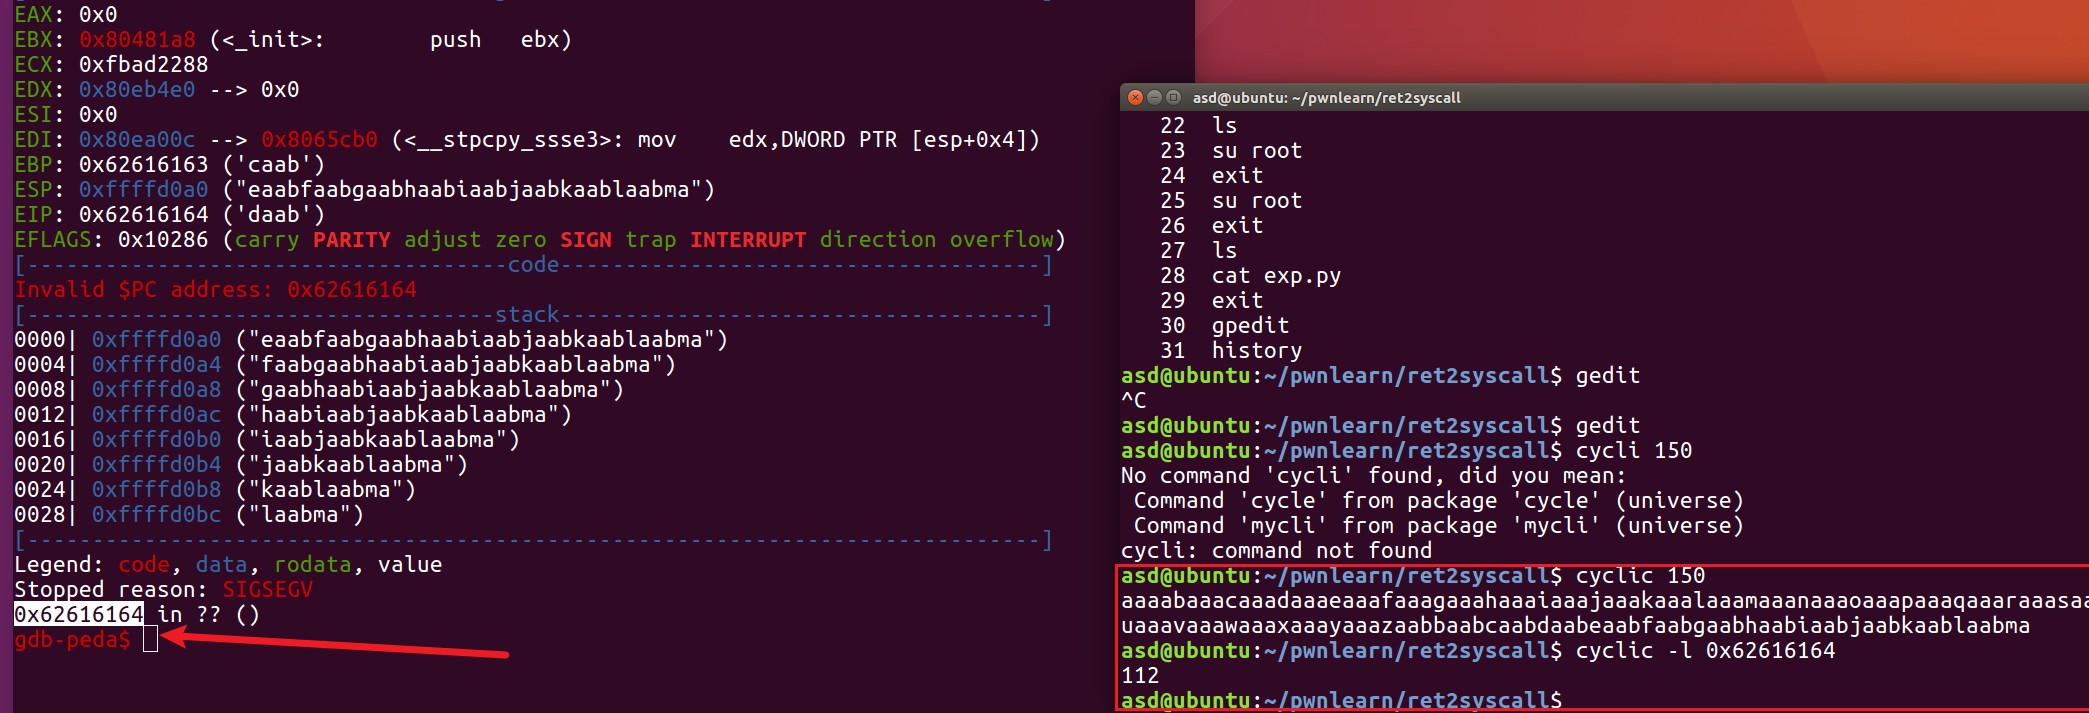 EAX: 0x0
EBX: 0x80481a8 (<_init>:        push   ebx)
ECX: 0xfbad2288
EDX: 0x80eb4e0 --> 0x0
ESI: 0x0
EDI: 0x80ea00c --> 0x8065cb0 (<__stpcpy_ssse3>: mov    edx,DWORD PTR [esp+0x4])
EBP: 0x62616163 ('caab')
ESP: 0xffffd0a0 ("eaabfaabgaabhaabiaabjaabkaablaabma")
EIP: 0x62616164 ('daab')
EFLAGS: 0x10286 (carry PARITY adjust zero SIGN trap INTERRUPT direction overflow)
[-------------------------------------code-------------------------------------]
Invalid $PC address: 0x62616164
[------------------------------------stack-------------------------------------]
0000| 0xffffd0a0 ("eaabfaabgaabhaabiaabjaabkaablaabma")
0004| 0xffffd0a4 ("faabgaabhaabiaabjaabkaablaabma")
0008| 0xffffd0a8 ("gaabhaabiaabjaabkaablaabma")
0012| 0xffffd0ac ("haabiaabjaabkaablaabma")
0016| 0xffffd0b0 ("iaabjaabkaablaabma")
0020| 0xffffd0b4 ("jaabkaablaabma")
0024| 0xffffd0b8 ("kaablaabma")
0028| 0xffffd0bc ("laabma")
[------------------------------------------------------------------------------]
Legend: code, data, rodata, value
Stopped reason: SIGSEGV
0x62616164 in ?? ()
gdb-peda$
asd@ubuntu: ~/pwnlearn/ret2syscall
22  ls
23  su root
24  exit
25  su root
26  exit
27  ls
28  cat exp.py
29  exit
30  gpedit
31  history
asd@ubuntu:~/pwnlearn/ret2syscall$ gedit
^C
asd@ubuntu:~/pwnlearn/ret2syscall$ gedit
asd@ubuntu:~/pwnlearn/ret2syscall$ cycli 150
No command 'cycli' found, did you mean:
 Command 'cycle' from package 'cycle' (universe)
 Command 'mycli' from package 'mycli' (universe)
cycli: command not found
asd@ubuntu:~/pwnlearn/ret2syscall$ cyclic 150
aaaabaaacaaadaaaeaaafaaagaaahaaaiaaajaaakaaalaaamaaanaaaoaaapaaaqaaaraaasaa
uaaavaaawaaaxaaayaaazaabbaabcaabdaabeaabfaabgaabhaabiaabjaabkaablaabma
asd@ubuntu:~/pwnlearn/ret2syscall$ cyclic -l 0x62616164
112
asd@ubuntu:~/pwnlearn/ret2syscall$